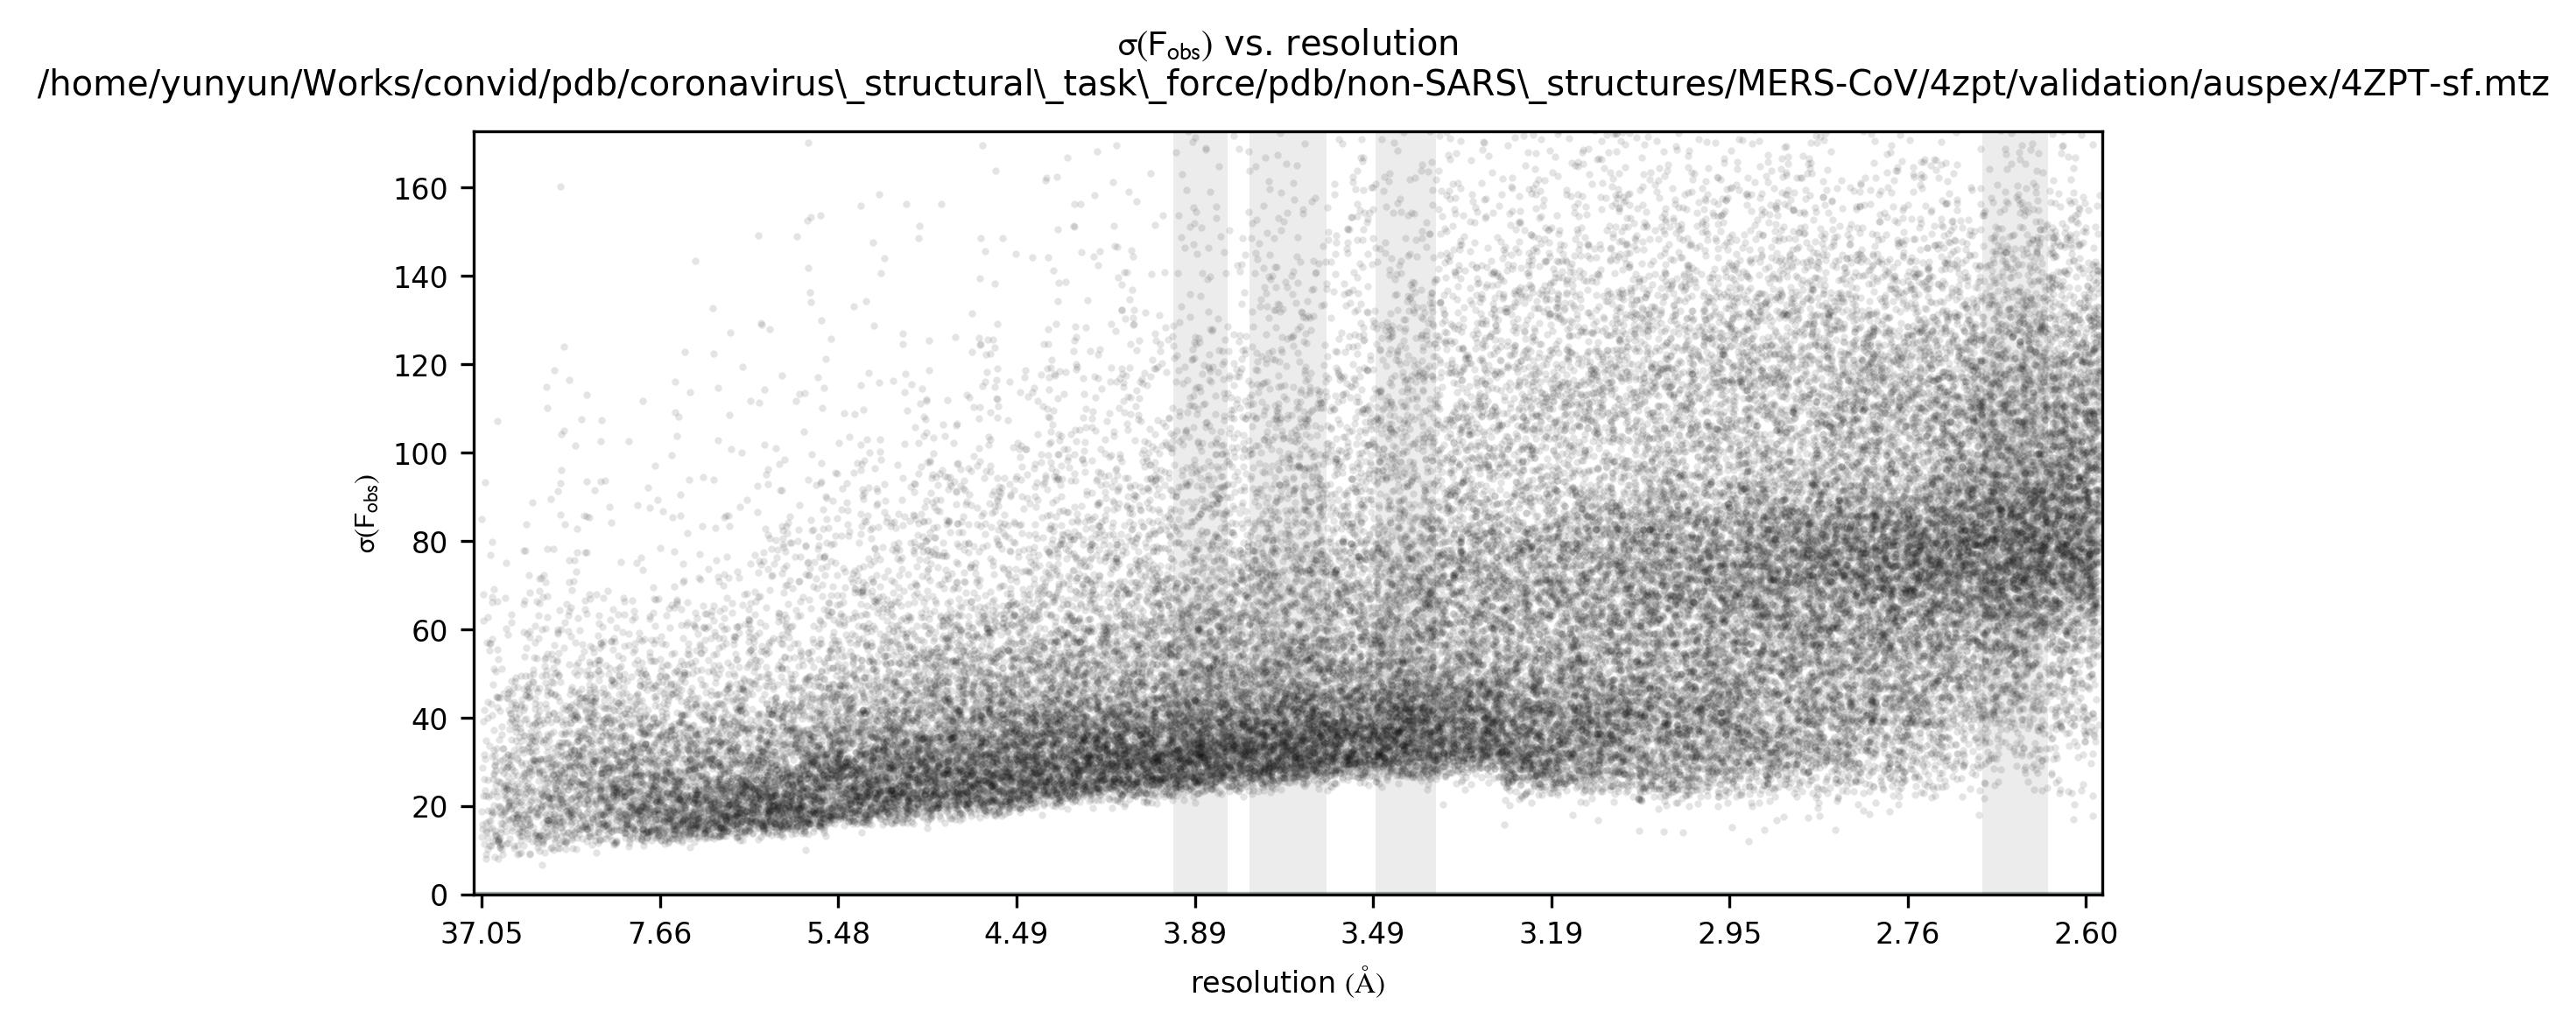 σ(F_obs) vs. resolution
/home/yunyun/Works/convid/pdb/coronavirus\_structural\_task\_force/pdb/non-SARS\_structures/MERS-CoV/4zpt/validation/auspex/4ZPT-sf.mtz
160
140
120
100
80
60
40
20
0
σ(F_obs)
37.05 7.66 5.48 4.49 3.89 3.49 3.19 2.95 2.76 2.60
resolution (Å)